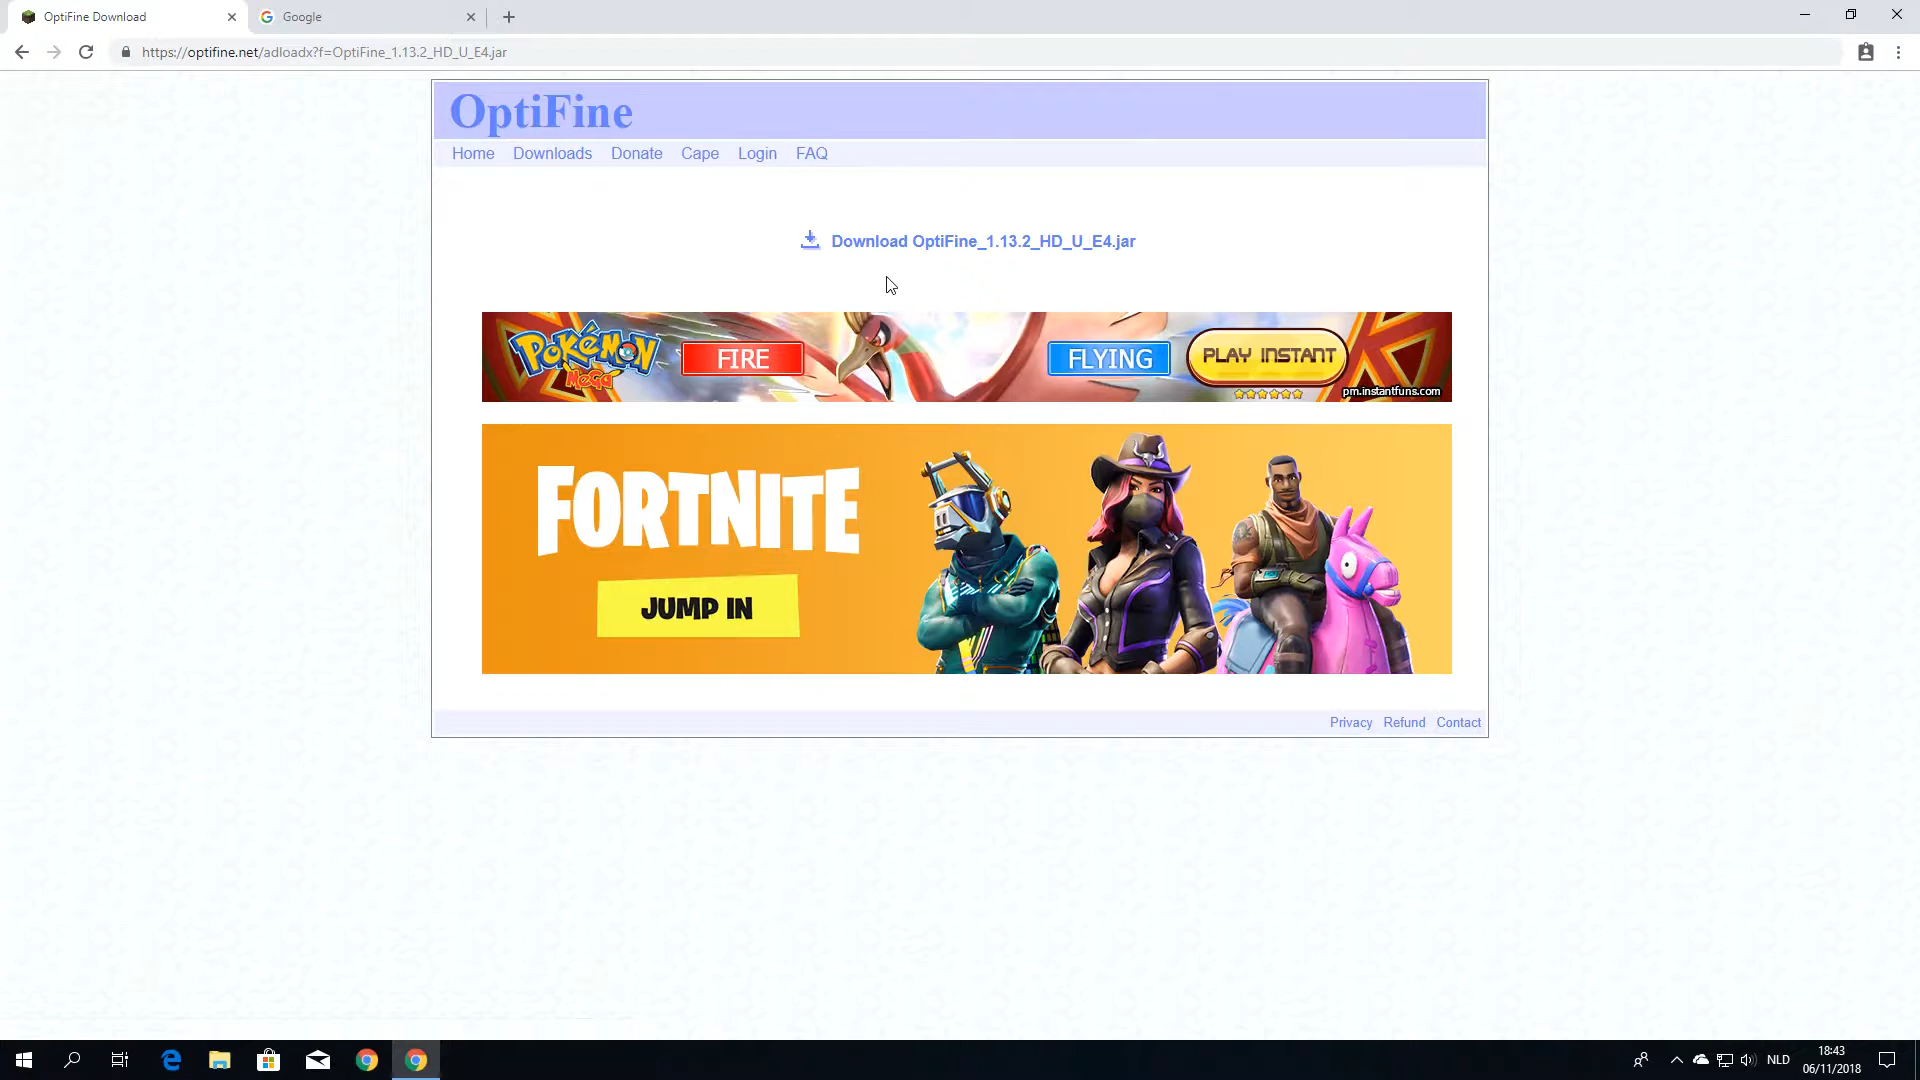 OptiFine Download
Google
https://optifine.net/adloadx?f=OptiFine_1.13.2_HD_U_E4.jar
OptiFine
Home Downloads Donate Cape Login FAQ
Download OptiFine_1.13.2_HD_U_E4.jar
POKéMON
MeGa
FIRE
FLYING
PLAY INSTANT
pm.instantfuns.com
FORTNITE
JUMP IN
Privacy Refund Contact
NLD
18:43
06/11/2018